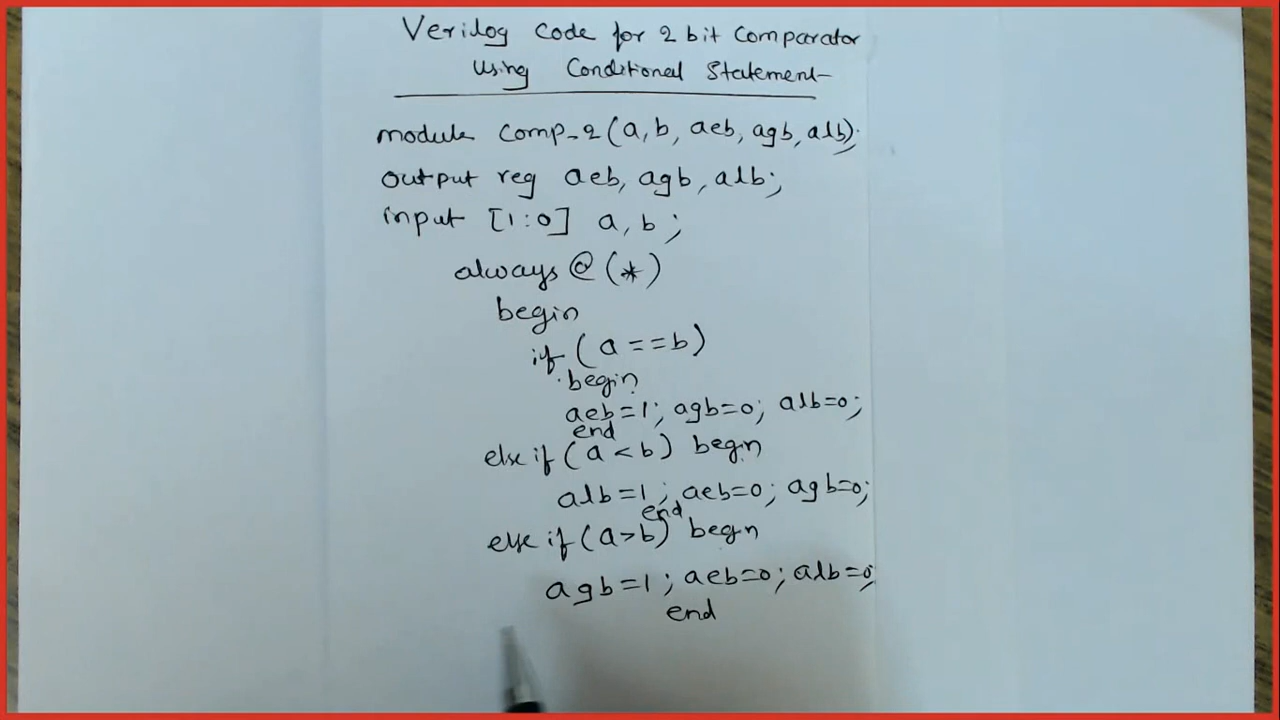 Verilog code for 2 bit Comparator
Using Conditional Statement
module comp_2(a, b, aeb, agb, alb);
output reg aeb, agb, alb;
input [1:0] a, b;
always @ (*)
begin
if (a==b)
begin
aeb=1; agb=0; alb=0;
end
else if (a<b) begin
alb=1; aeb=0; agb=0;
end
else if (a>b) begin
agb=1; aeb=0; alb=0;
end